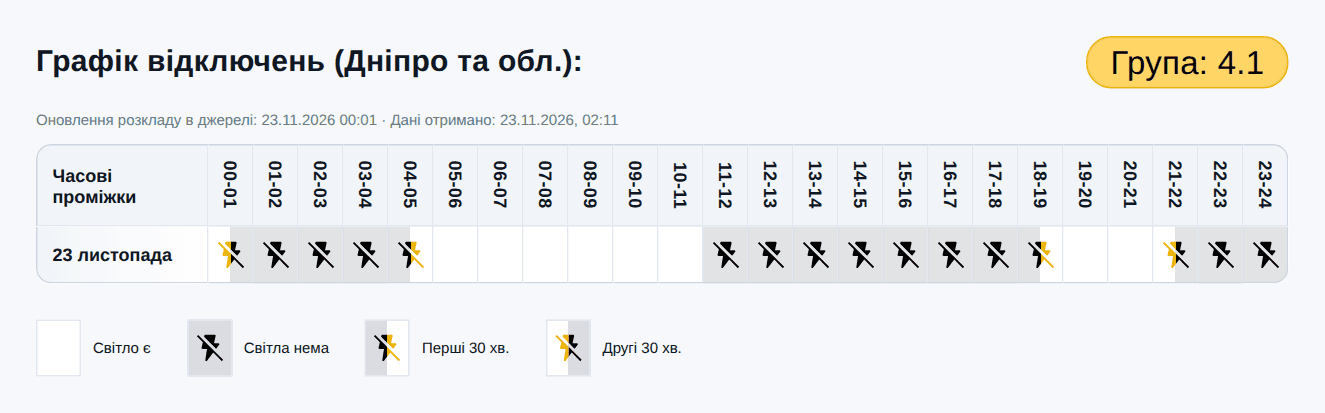 Графік відключень (Дніпро та обл.):
Група: 4.1
Оновлення розкладу в джерелі: 23.11.2026 00:01 · Дані отримано: 23.11.2026, 02:11
Часові
проміжки
00-01
01-02
02-03
03-04
04-05
05-06
06-07
07-08
08-09
09-10
10-11
11-12
12-13
13-14
14-15
15-16
16-17
17-18
18-19
19-20
20-21
21-22
22-23
23-24
23 листопада
Світло є
Світла нема
Перші 30 хв.
Другі 30 хв.